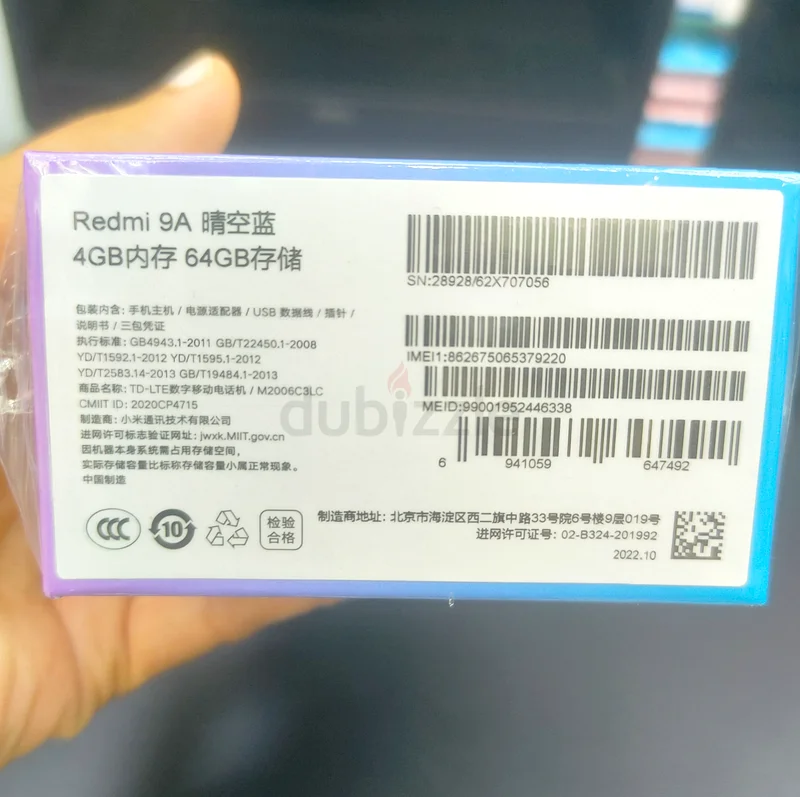 Redmi 9A 晴空蓝
4GB内存 64GB存储
包装内含: 手机主机 / 电源适配器 / USB 数据线 / 插针 /
说明书 / 三包凭证
执行标准: GB4943.1-2011 GB/T22450.1-2008
YD/T1592.1-2012 YD/T1595.1-2012
YD/T2583.14-2013 GB/T19484.1-2013
商品名称: TD-LTE数字移动电话机 / M2006C3LC
CMIIT ID: 2020CP4715
制造商: 小米通讯技术有限公司
进网许可标志验证网址: jwxk.MIIT.gov.cn
因机器本身系统需占用存储空间,
实际存储容量比标称存储容量小属正常现象。
中国制造
SN:28928/62X707056
IMEI1:862675065379220
MEID:99001952446338
6 941059 647492
dubizzle
CCC
10
检验
合格
制造商地址: 北京市海淀区西二旗中路33号院6号楼9层019号
进网许可证号: 02-B324-201992
2022.10